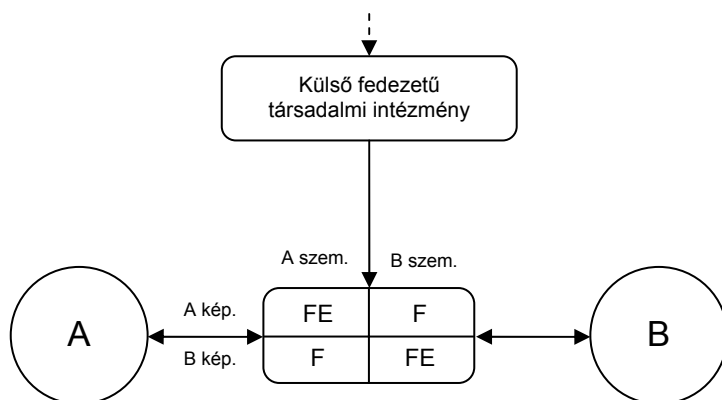 Külső fedezetű
társadalmi intézmény
A szem. B szem.
A kép. FE F
A B
B kép. F FE